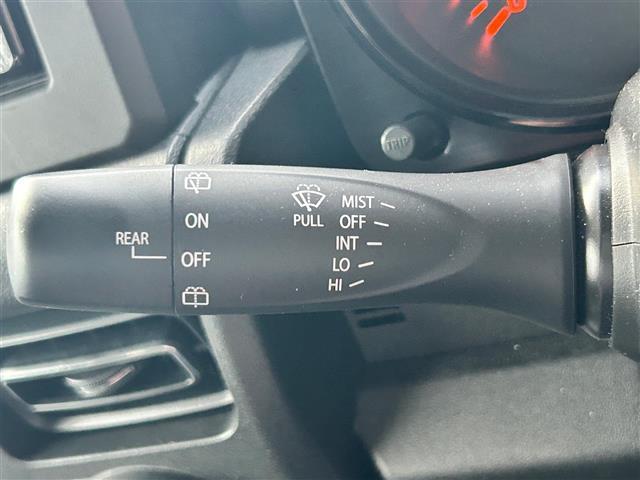 TRIP
MIST
OFF
INT
LO
HI
PULL
REAR
ON
OFF